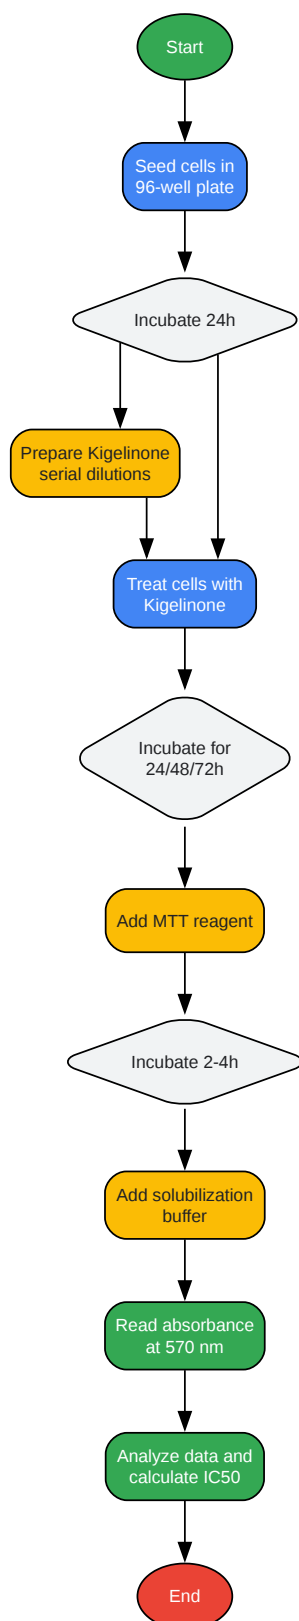 Start
Seed cells in
96-well plate
Incubate 24h
Prepare Kigelinone
serial dilutions
Treat cells with
Kigelinone
Incubate for
24/48/72h
Add MTT reagent
Incubate 2-4h
Add solubilization
buffer
Read absorbance
at 570 nm
Analyze data and
calculate IC50
End